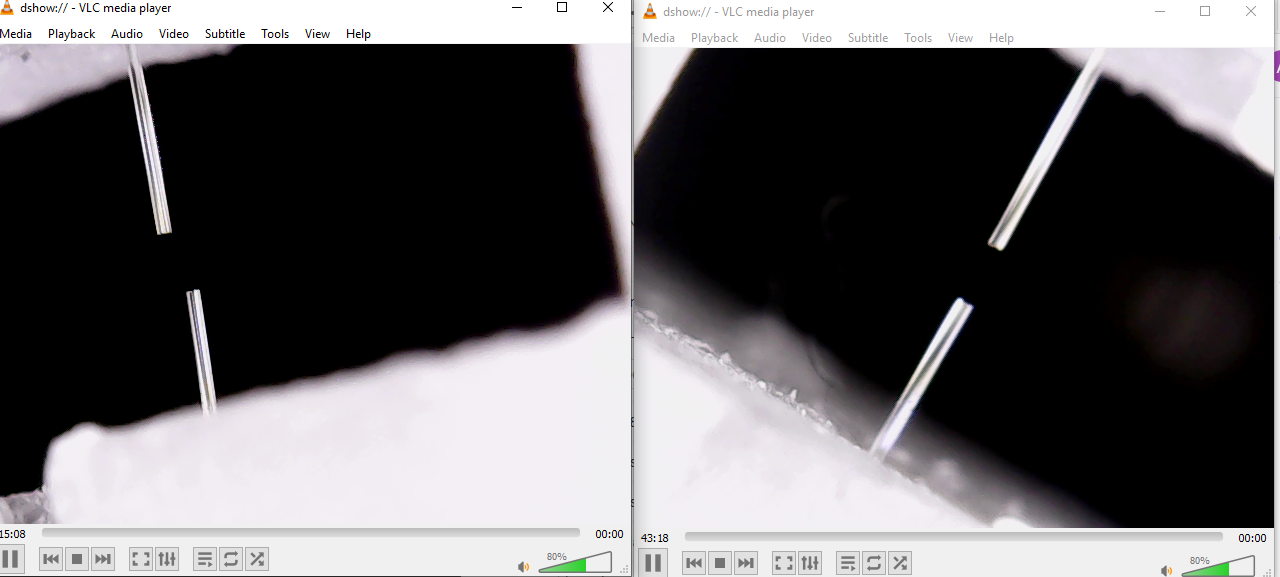 dshow:// - VLC media player
Media Playback Audio Video Subtitle Tools View Help
15:08
00:00
80%
dshow:// - VLC media player
Media Playback Audio Video Subtitle Tools View Help
43:18
00:00
80%